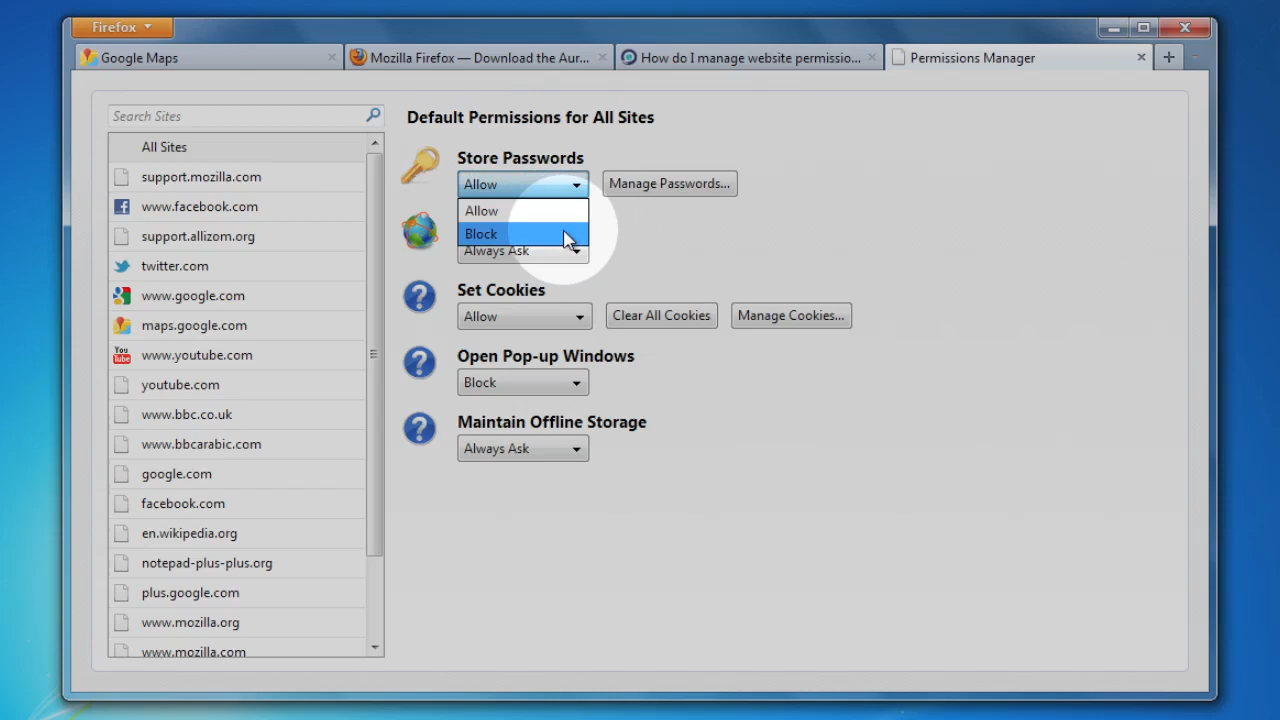 Firefox
Google Maps
Mozilla Firefox — Download the Aur...
How do I manage website permissio...
Permissions Manager
Search Sites
All Sites
support.mozilla.com
www.facebook.com
support.allizom.org
twitter.com
www.google.com
maps.google.com
You Tube
www.youtube.com
youtube.com
www.bbc.co.uk
www.bbcarabic.com
google.com
facebook.com
en.wikipedia.org
notepad-plus-plus.org
plus.google.com
www.mozilla.org
www.mozilla.com
Default Permissions for All Sites
Store Passwords
Allow
Manage Passwords...
Allow
Block
Always Ask
Set Cookies
Allow
Clear All Cookies
Manage Cookies...
Open Pop-up Windows
Block
Maintain Offline Storage
Always Ask